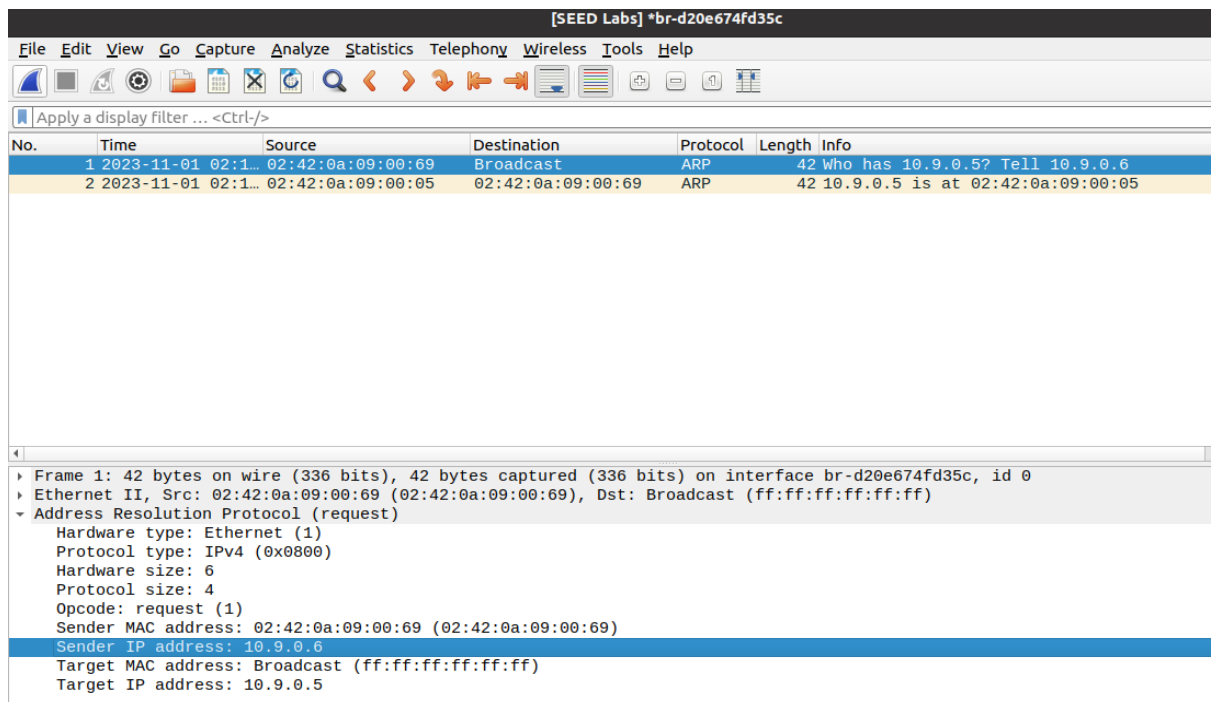 [SEED Labs] *br-d20e674fd35c
File Edit View Go Capture Analyze Statistics Telephony Wireless Tools Help
Apply a display filter … <Ctrl-/>
No. Time Source Destination Protocol Length Info
1 2023-11-01 02:1… 02:42:0a:09:00:69 Broadcast ARP 42 Who has 10.9.0.5? Tell 10.9.0.6
2 2023-11-01 02:1… 02:42:0a:09:00:05 02:42:0a:09:00:69 ARP 42 10.9.0.5 is at 02:42:0a:09:00:05
Frame 1: 42 bytes on wire (336 bits), 42 bytes captured (336 bits) on interface br-d20e674fd35c, id 0
Ethernet II, Src: 02:42:0a:09:00:69 (02:42:0a:09:00:69), Dst: Broadcast (ff:ff:ff:ff:ff:ff)
Address Resolution Protocol (request)
Hardware type: Ethernet (1)
Protocol type: IPv4 (0x0800)
Hardware size: 6
Protocol size: 4
Opcode: request (1)
Sender MAC address: 02:42:0a:09:00:69 (02:42:0a:09:00:69)
Sender IP address: 10.9.0.6
Target MAC address: Broadcast (ff:ff:ff:ff:ff:ff)
Target IP address: 10.9.0.5